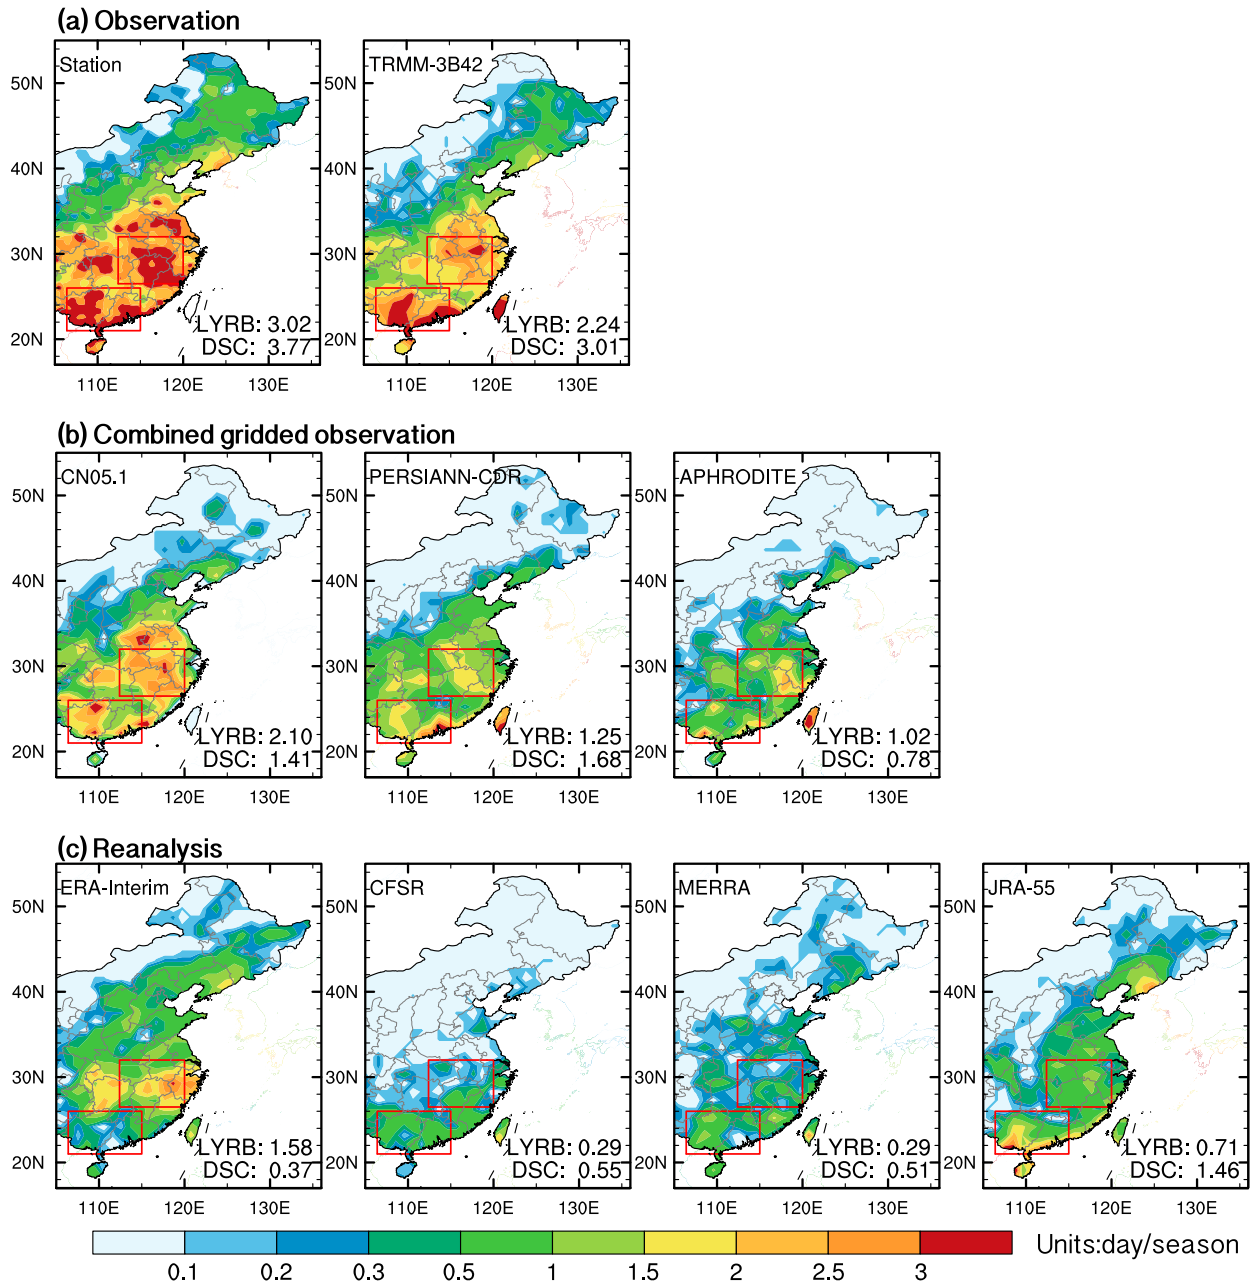 (a) Observation
Station
TRMM-3B42
50N
40N
30N
20N
LYRB: 3.02
DSC: 3.77
LYRB: 2.24
DSC: 3.01
110E 120E 130E
110E 120E 130E
(b) Combined gridded observation
CN05.1
PERSIANN-CDR
APHRODITE
50N
50N
50N
40N
40N
40N
30N
30N
30N
20N
20N
20N
LYRB: 2.10
DSC: 1.41
LYRB: 1.25
DSC: 1.68
LYRB: 1.02
DSC: 0.78
110E 120E 130E
110E 120E 130E
110E 120E 130E
(c) Reanalysis
ERA-Interim
CFSR
MERRA
JRA-55
50N
50N
50N
50N
40N
40N
40N
40N
30N
30N
30N
30N
20N
20N
20N
20N
LYRB: 1.58
DSC: 0.37
LYRB: 0.29
DSC: 0.55
LYRB: 0.29
DSC: 0.51
LYRB: 0.71
DSC: 1.46
110E 120E 130E
110E 120E 130E
110E 120E 130E
110E 120E 130E
0.1 0.2 0.3 0.5 1 1.5 2 2.5 3
Units:day/season